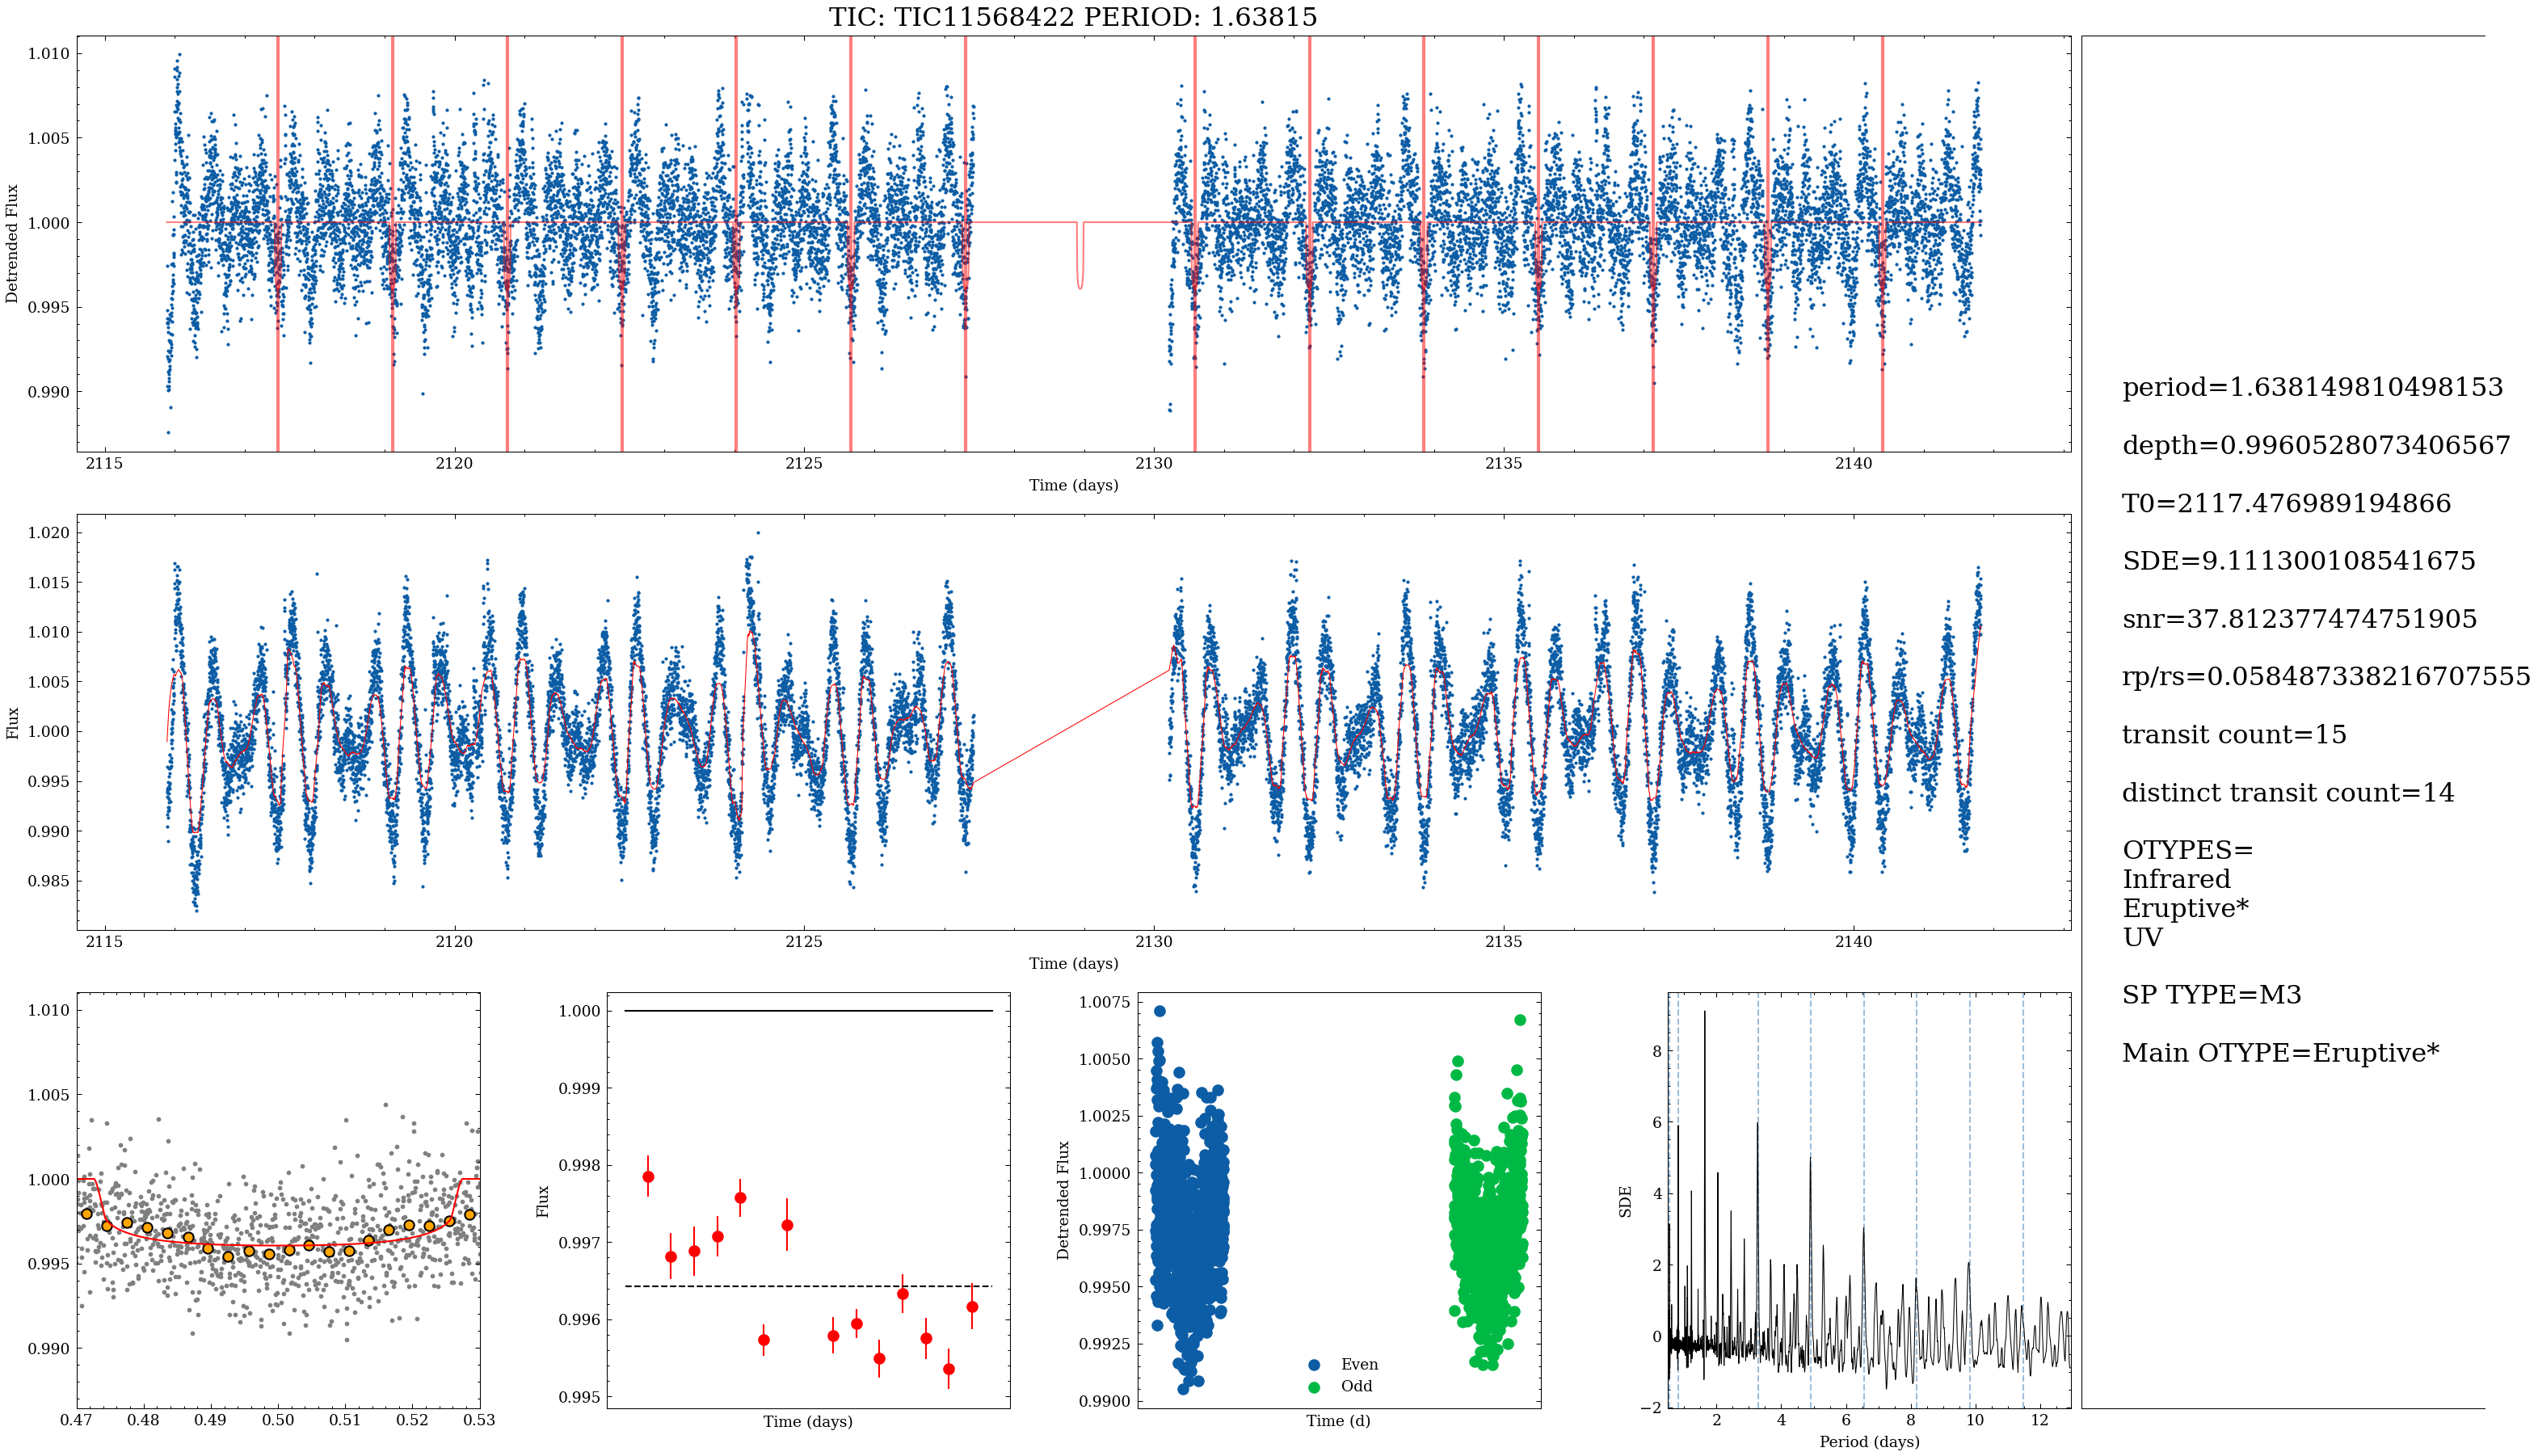 TIC: TIC11568422 PERIOD: 1.63815
1.010
1.005
1.000
0.995
0.990
Detrended Flux
2115
2120
2125
2130
2135
2140
Time (days)
1.020
1.015
1.010
1.005
1.000
0.995
0.990
0.985
Flux
2115
2120
2125
2130
2135
2140
Time (days)
1.010
1.005
1.000
0.995
0.990
0.47
0.48
0.49
0.50
0.51
0.52
0.53
1.000
0.999
0.998
0.997
0.996
0.995
Flux
Time (days)
1.0075
1.0050
1.0025
1.0000
0.9975
0.9950
0.9925
0.9900
Detrended Flux
Even
Odd
Time (d)
8
6
4
2
0
−2
SDE
2
4
6
8
10
12
Period (days)
period=1.638149810498153
depth=0.9960528073406567
T0=2117.476989194866
SDE=9.111300108541675
snr=37.812377474751905
rp/rs=0.058487338216707555
transit count=15
distinct transit count=14
OTYPES=
Infrared
Eruptive*
UV
SP TYPE=M3
Main OTYPE=Eruptive*